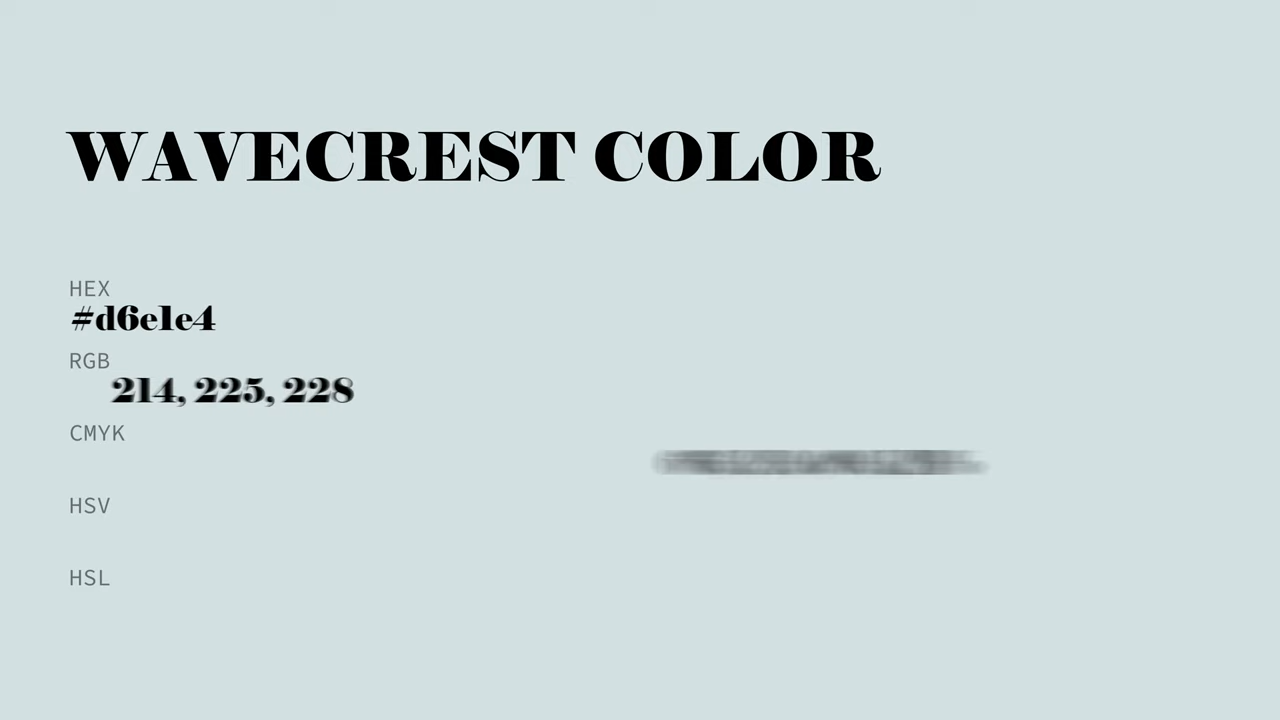 WAVECREST COLOR
HEX
#d6e1e4
RGB
214, 225, 228
CMYK
HSV
HSL